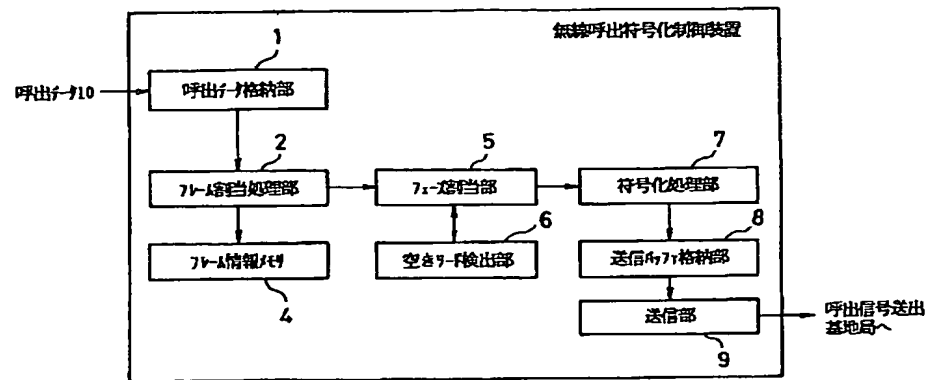 無線呼出符号化制御装置
1
呼出データ10
呼出データ格納部
2
5
7
フレーム割当処理部
フェーズ割当部
符号化処理部
6
8
フレーム情報メモリ
空きワード検出部
送信バッファ格納部
4
送信部
呼出信号送出
基地局へ
9